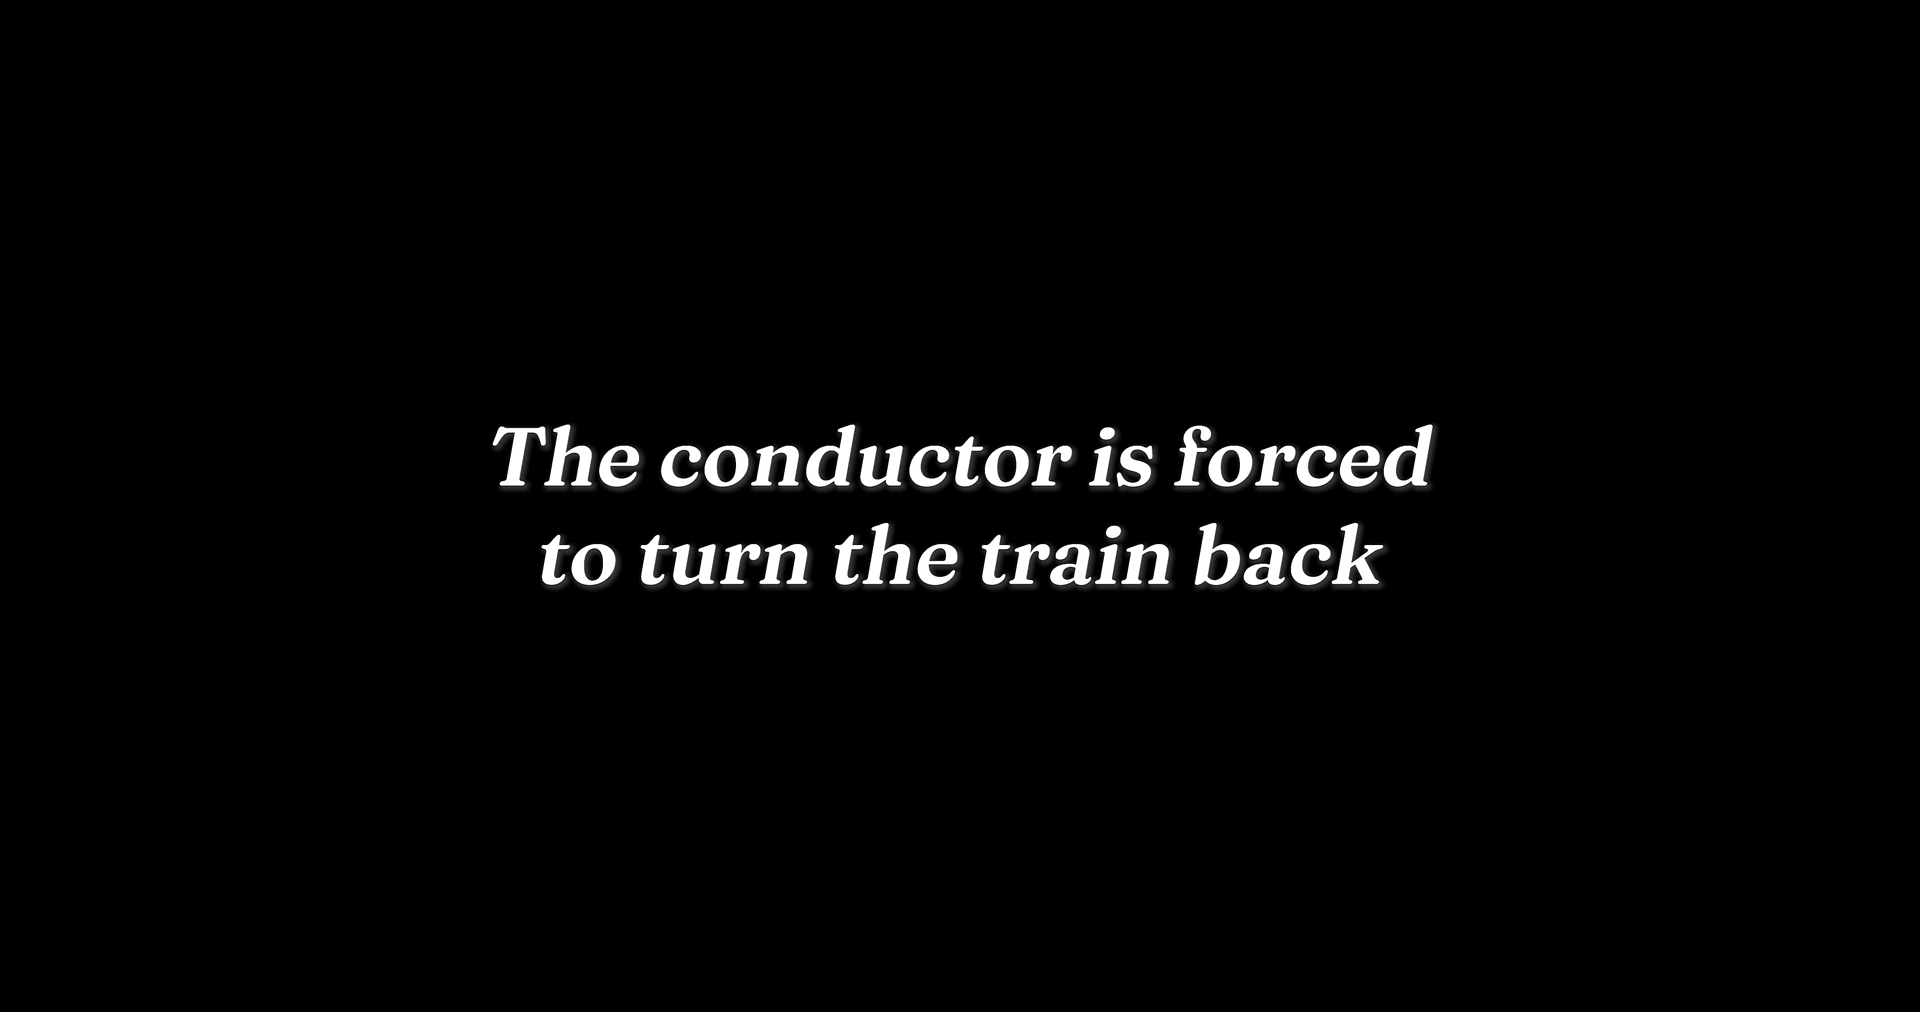 The conductor is forced
to turn the train back